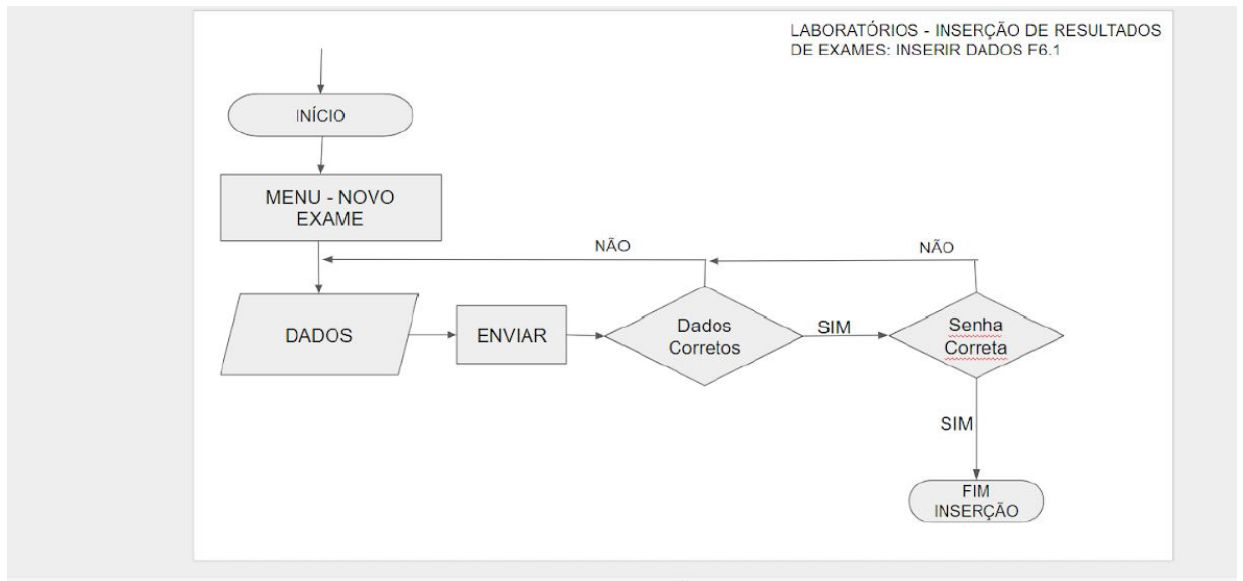 LABORATÓRIOS - INSERÇÃO DE RESULTADOS
DE EXAMES: INSERIR DADOS F6.1
INÍCIO
MENU - NOVO
EXAME
NÃO
NÃO
DADOS
ENVIAR
Dados
Corretos
SIM
Senha
Correta
SIM
FIM
INSERÇÃO